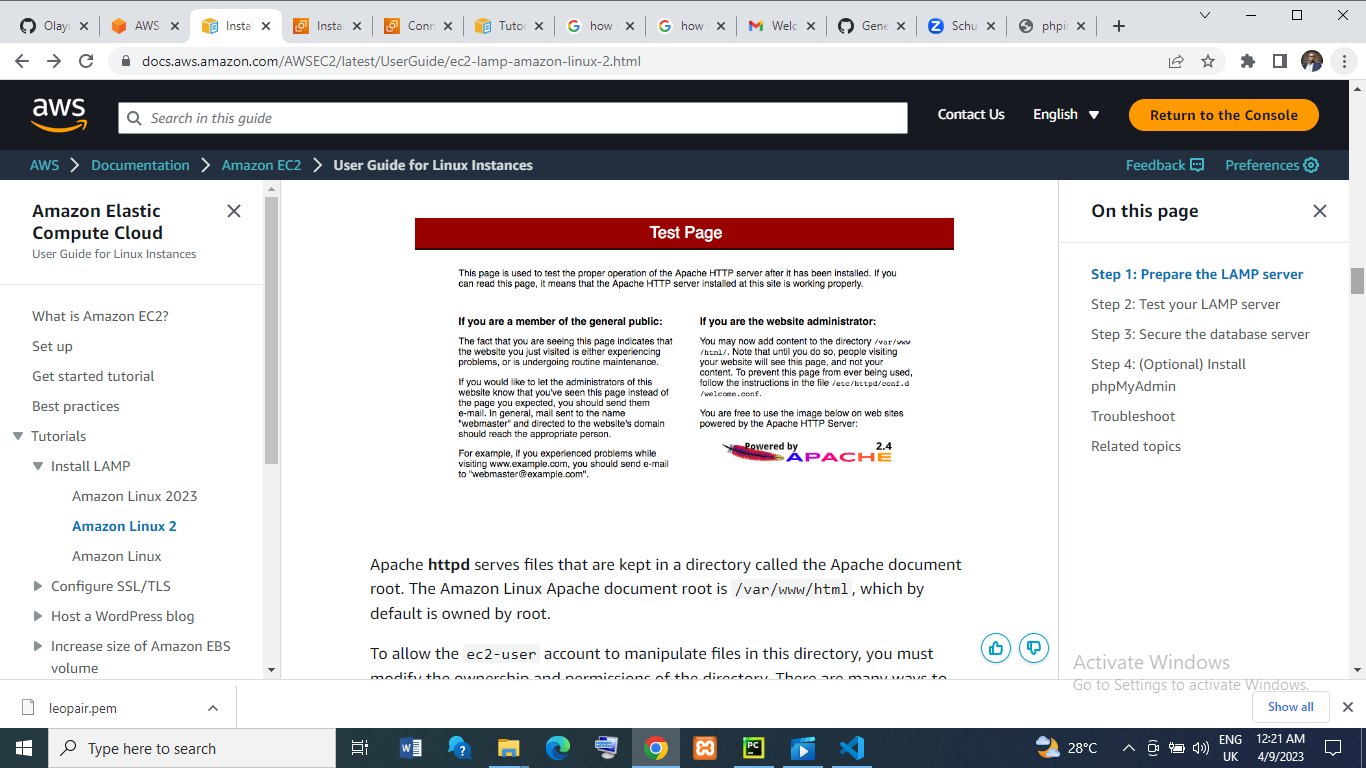 Olayi
AWS
Insta
Insta
Conn
Tutor
how
how
Welc
Gene
Schu
phpi
docs.aws.amazon.com/AWSEC2/latest/UserGuide/ec2-lamp-amazon-linux-2.html
aws
Search in this guide
Contact Us
English
Return to the Console
AWS
Documentation
Amazon EC2
User Guide for Linux Instances
Feedback
Preferences
Amazon Elastic
Compute Cloud
User Guide for Linux Instances
What is Amazon EC2?
Set up
Get started tutorial
Best practices
Tutorials
Install LAMP
Amazon Linux 2023
Amazon Linux 2
Amazon Linux
Configure SSL/TLS
Host a WordPress blog
Increase size of Amazon EBS
volume
Test Page
This page is used to test the proper operation of the Apache HTTP server after it has been installed. If you
can read this page, it means that the Apache HTTP server installed at this site is working properly.
If you are a member of the general public:
The fact that you are seeing this page indicates that
the website you just visited is either experiencing
problems, or is undergoing routine maintenance.
If you would like to let the administrators of this
website know that you've seen this page instead of
the page you expected, you should send them
e-mail. In general, mail sent to the name
"webmaster" and directed to the website's domain
should reach the appropriate person.
For example, if you experienced problems while
visiting www.example.com, you should send e-mail
to "webmaster@example.com".
If you are the website administrator:
You may now add content to the directory /var/www
/html/. Note that until you do so, people visiting
your website will see this page, and not your
content. To prevent this page from ever being used,
follow the instructions in the file /etc/httpd/conf.d
/welcome.conf.
You are free to use the image below on web sites
powered by the Apache HTTP Server:
Powered by 2.4
APACHE
Apache httpd serves files that are kept in a directory called the Apache document
root. The Amazon Linux Apache document root is /var/www/html, which by
default is owned by root.
To allow the ec2-user account to manipulate files in this directory, you must
modify the ownership and permissions of the directory. There are many ways to
On this page
Step 1: Prepare the LAMP server
Step 2: Test your LAMP server
Step 3: Secure the database server
Step 4: (Optional) Install
phpMyAdmin
Troubleshoot
Related topics
Activate Windows
Go to Settings to activate Windows.
leopair.pem
Show all
Type here to search
28°C
ENG
UK
12:21 AM
4/9/2023